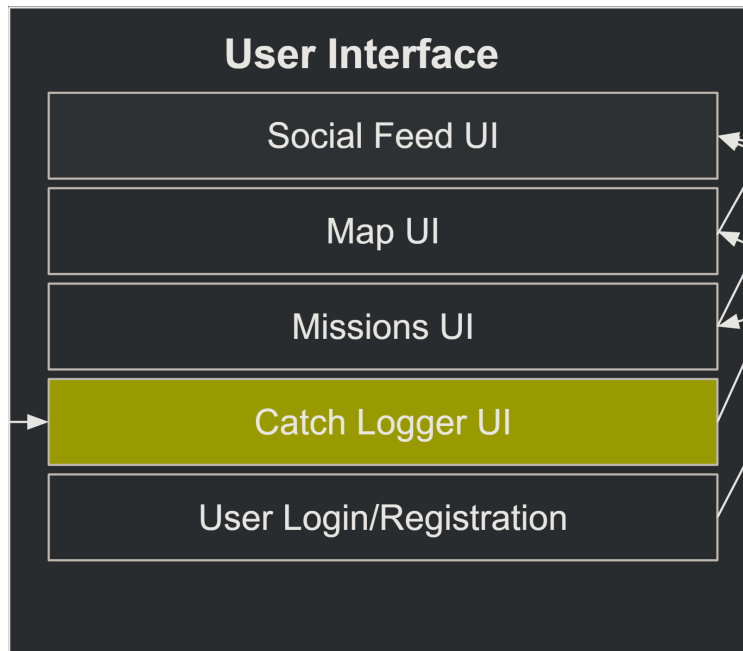 User Interface
Social Feed UI
Map UI
Missions UI
Catch Logger UI
User Login/Registration